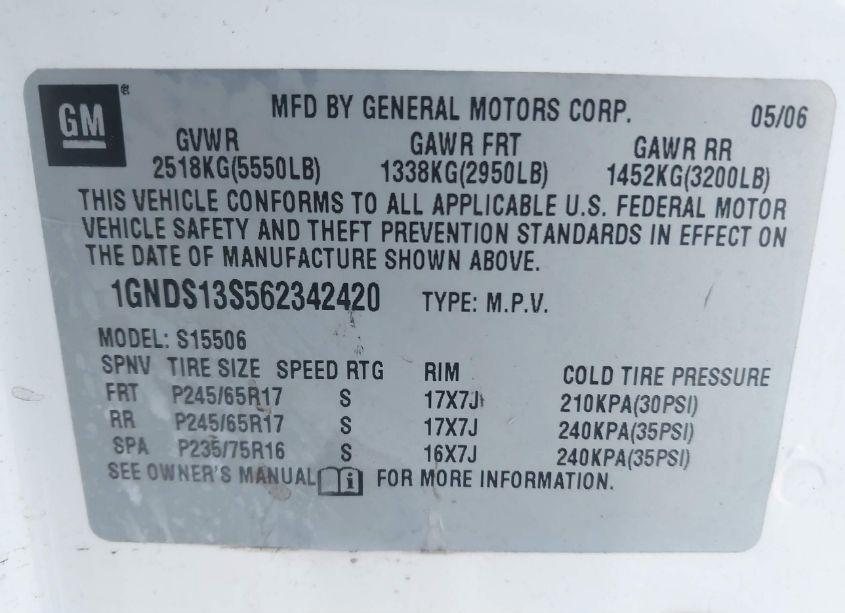 GM®
MFD BY GENERAL MOTORS CORP. 05/06
GVWR GAWR FRT GAWR RR
2518KG(5550LB) 1338KG(2950LB) 1452KG(3200LB)
THIS VEHICLE CONFORMS TO ALL APPLICABLE U.S. FEDERAL MOTOR
VEHICLE SAFETY AND THEFT PREVENTION STANDARDS IN EFFECT ON
THE DATE OF MANUFACTURE SHOWN ABOVE.
1GNDS13S562342420 TYPE: M.P.V.
MODEL: S15506
SPNV TIRE SIZE SPEED RTG RIM COLD TIRE PRESSURE
FRT P245/65R17 S 17X7J 210KPA(30PSI)
RR P245/65R17 S 17X7J 240KPA(35PSI)
SPA P235/75R16 S 16X7J 240KPA(35PSI)
SEE OWNER'S MANUAL i FOR MORE INFORMATION.